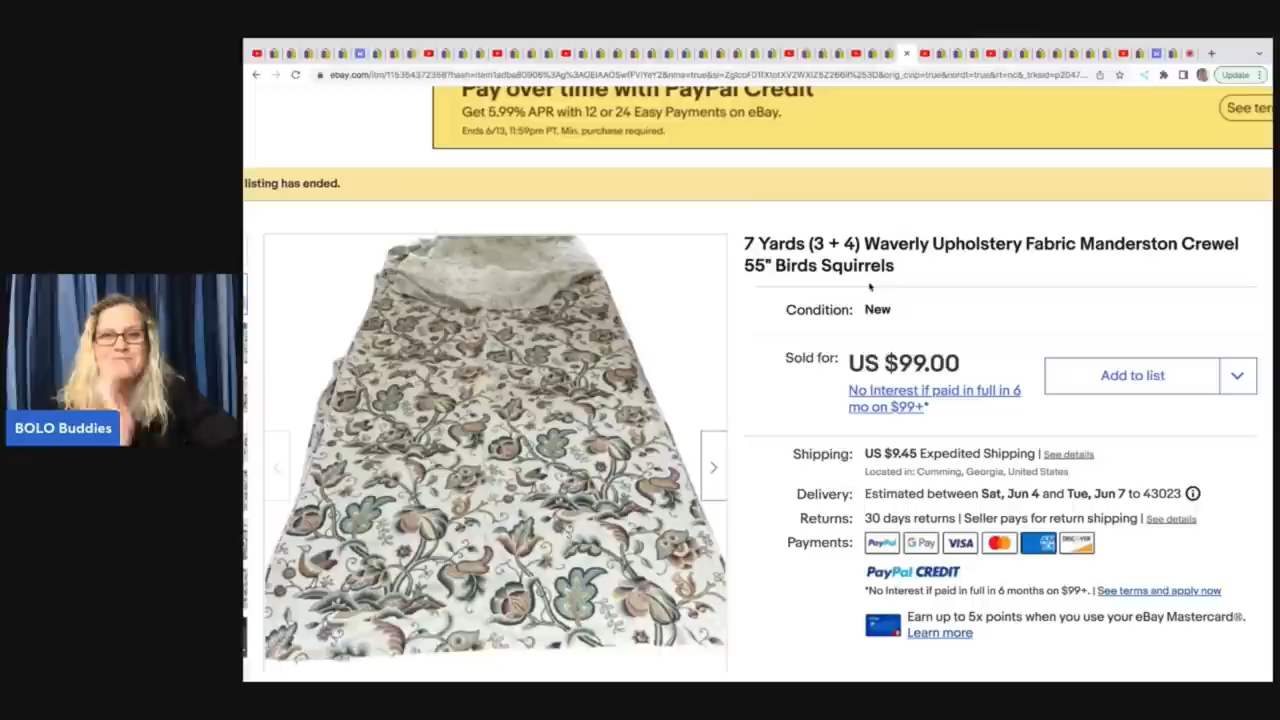 Update
Pay over time with PayPal Credit
Get 5.99% APR with 12 or 24 Easy Payments on eBay.
Ends 6/13, 11:59pm PT. Min. purchase required.
See ter
listing has ended.
7 Yards (3 + 4) Waverly Upholstery Fabric Manderston Crewel
55" Birds Squirrels
Condition: New
Sold for: US $99.00
No Interest if paid in full in 6
mo on $99+*
Add to list
Shipping: US $9.45 Expedited Shipping | See details
Located in: Cumming, Georgia, United States
Delivery: Estimated between Sat, Jun 4 and Tue, Jun 7 to 43023
Returns: 30 days returns | Seller pays for return shipping | See details
Payments: PayPal G Pay VISA DISCOVER
PayPal CREDIT
*No Interest if paid in full in 6 months on $99+. | See terms and apply now
Earn up to 5x points when you use your eBay Mastercard®.
Learn more
BOLO Buddies